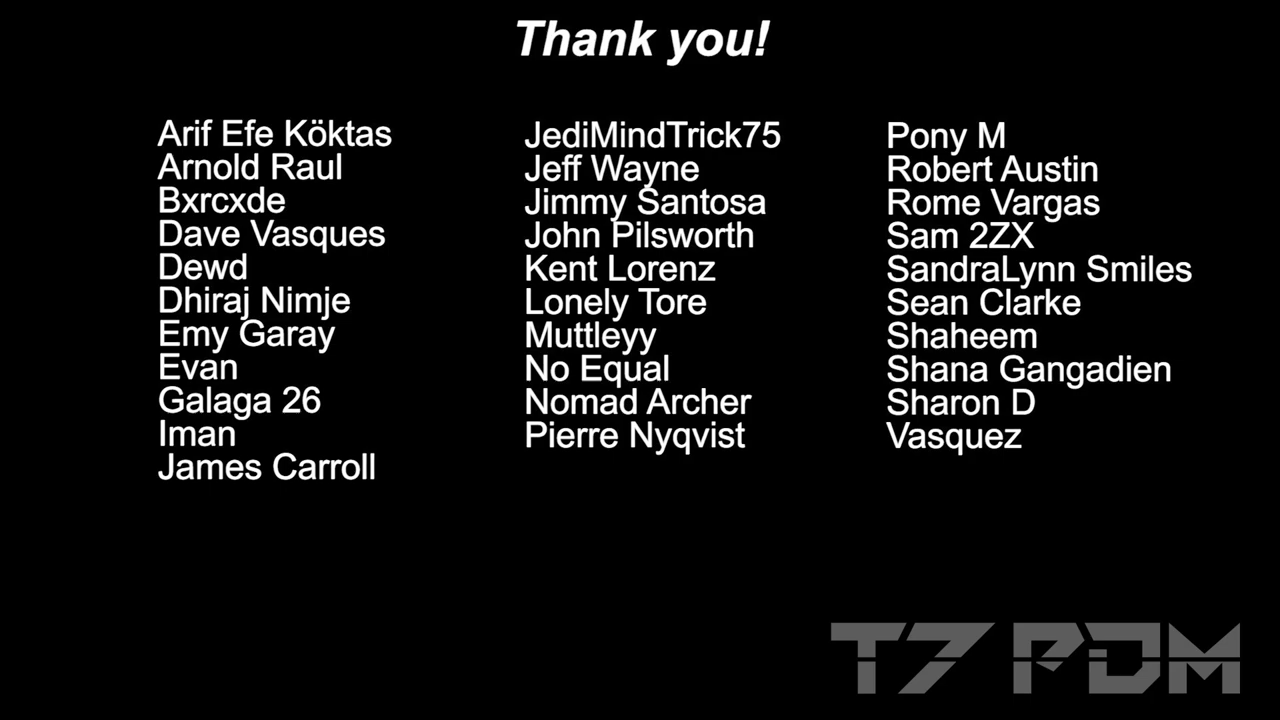 Thank you!
Arif Efe Köktas
Arnold Raul
Bxrcxde
Dave Vasques
Dewd
Dhiraj Nimje
Emy Garay
Evan
Galaga 26
Iman
James Carroll
JediMindTrick75
Jeff Wayne
Jimmy Santosa
John Pilsworth
Kent Lorenz
Lonely Tore
Muttleyy
No Equal
Nomad Archer
Pierre Nyqvist
Pony M
Robert Austin
Rome Vargas
Sam 2ZX
SandraLynn Smiles
Sean Clarke
Shaheem
Shana Gangadien
Sharon D
Vasquez
T7 PDM